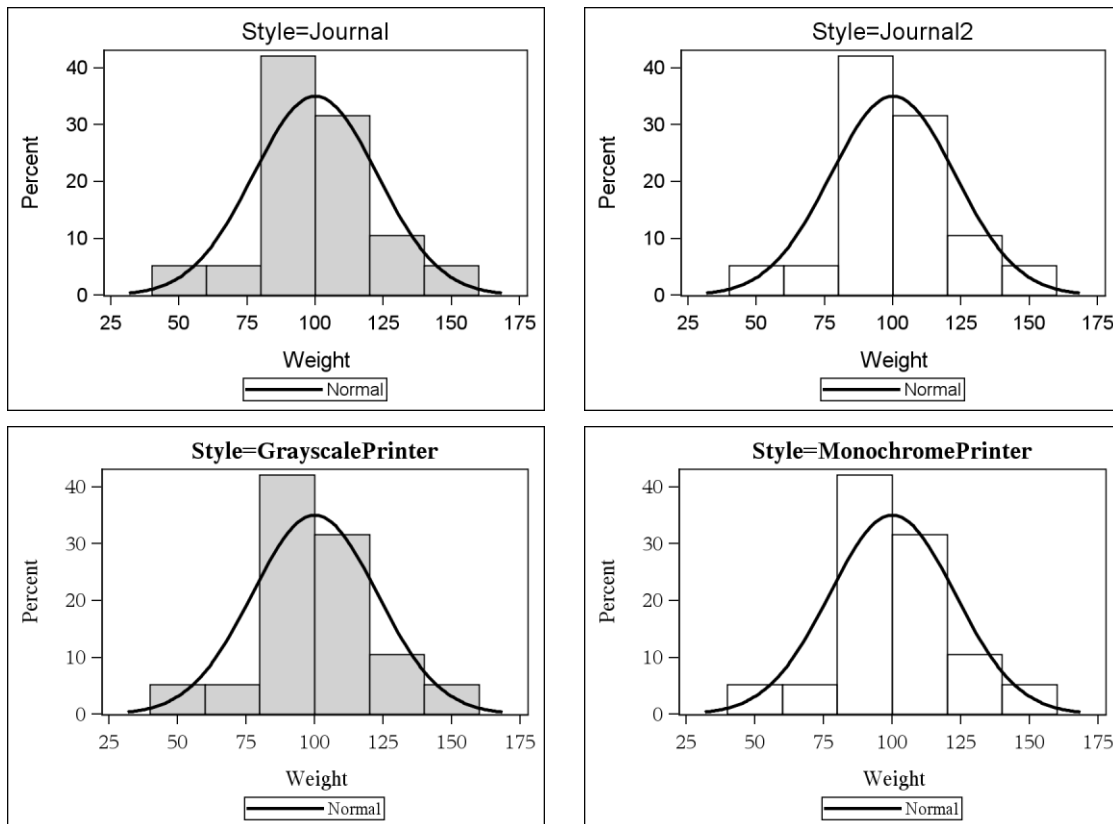 Style=Journal
40
30
20
10
0
Percent
25 50 75 100 125 150 175
Weight
Normal
Style=Journal2
40
30
20
10
0
Percent
25 50 75 100 125 150 175
Weight
Normal
Style=GrayscalePrinter
40
30
20
10
0
Percent
25 50 75 100 125 150 175
Weight
Normal
Style=MonochromePrinter
40
30
20
10
0
Percent
25 50 75 100 125 150 175
Weight
Normal